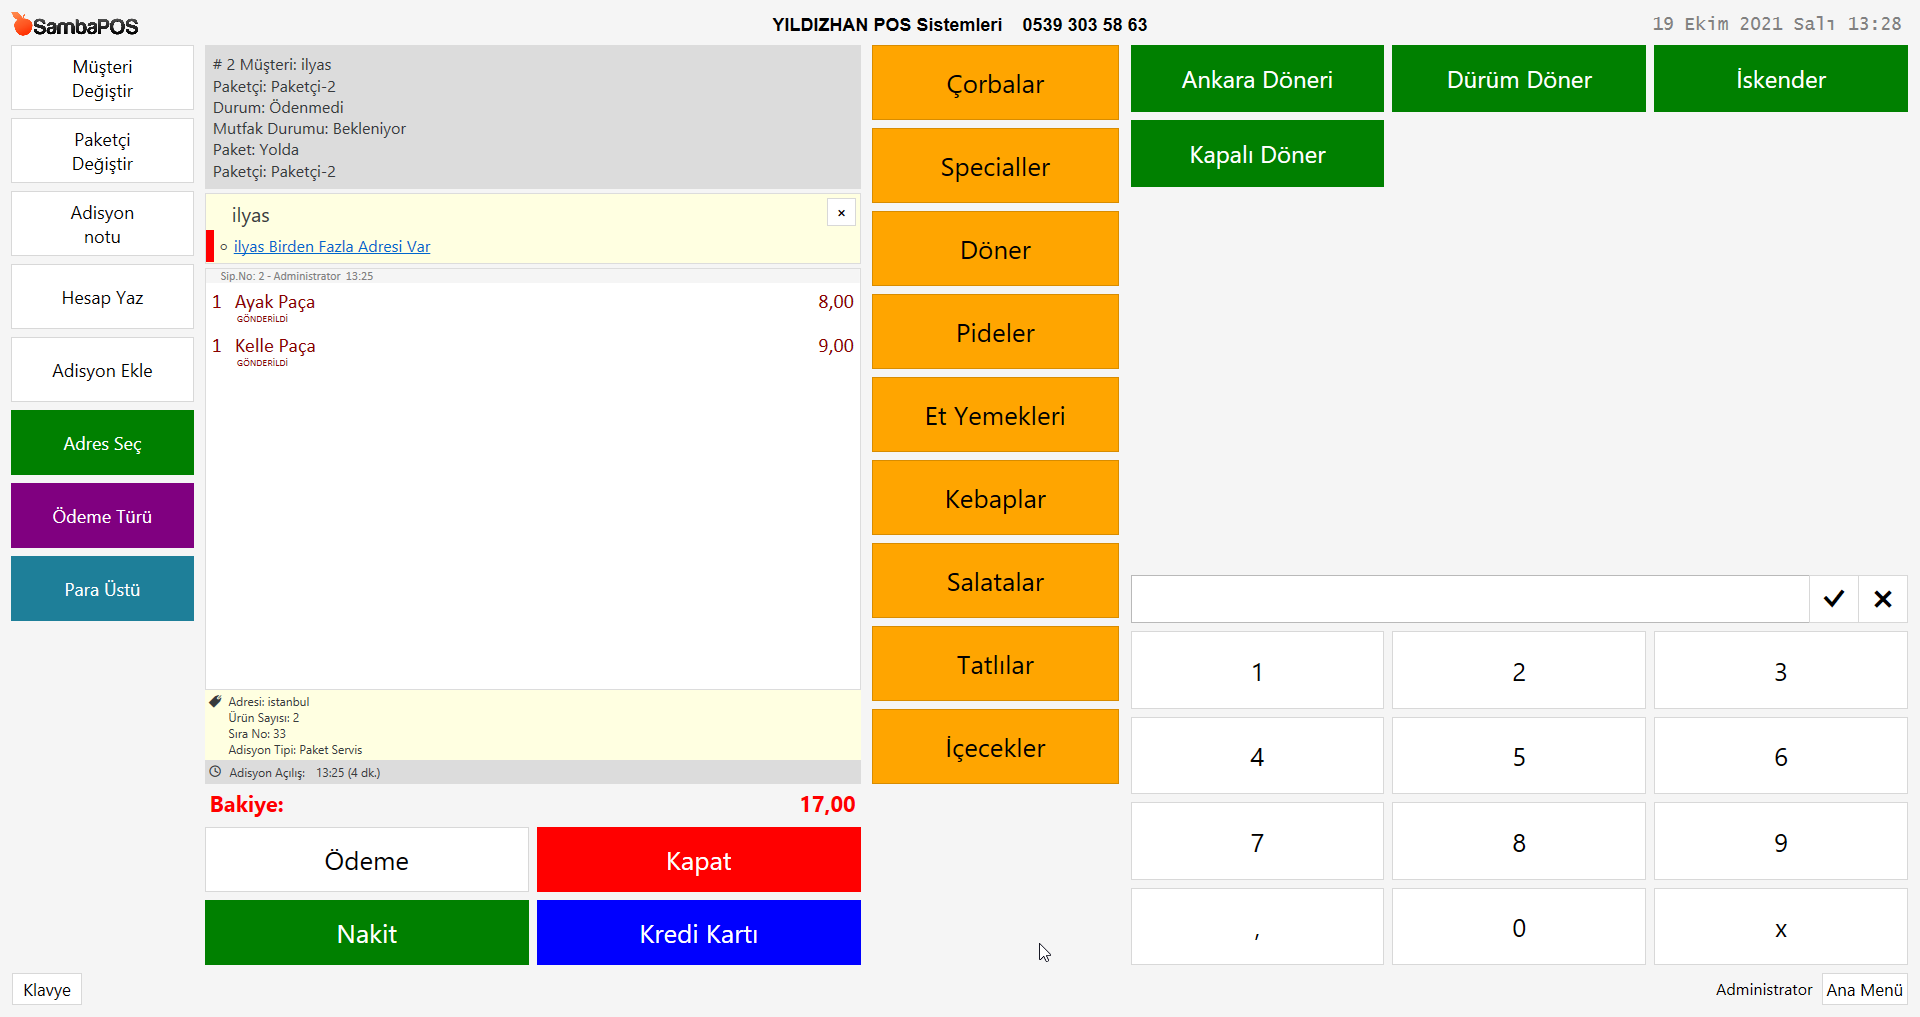 SambaPOS
YILDIZHAN POS Sistemleri 0539 303 58 63
19 Ekim 2021 Salı 13:28
Müşteri
Değiştir
Paketçi
Değiştir
Adisyon
notu
Hesap Yaz
Adisyon Ekle
Adres Seç
Ödeme Türü
Para Üstü
# 2 Müşteri: ilyas
Paketçi: Paketçi-2
Durum: Ödenmedi
Mutfak Durumu: Bekleniyor
Paket: Yolda
Paketçi: Paketçi-2
ilyas
ilyas Birden Fazla Adresi Var
Sip.No: 2 - Administrator 13:25
1 Ayak Paça 8,00
GÖNDERİLDİ
1 Kelle Paça 9,00
GÖNDERİLDİ
Adresi: istanbul
Ürün Sayısı: 2
Sıra No: 33
Adisyon Tipi: Paket Servis
Adisyon Açılış: 13:25 (4 dk.)
Bakiye: 17,00
Ödeme
Kapat
Nakit
Kredi Kartı
Çorbalar
Specialler
Döner
Pideler
Et Yemekleri
Kebaplar
Salatalar
Tatlılar
İçecekler
Ankara Döneri
Dürüm Döner
İskender
Kapalı Döner
1 2 3
4 5 6
7 8 9
, 0 x
Klavye
Administrator
Ana Menü